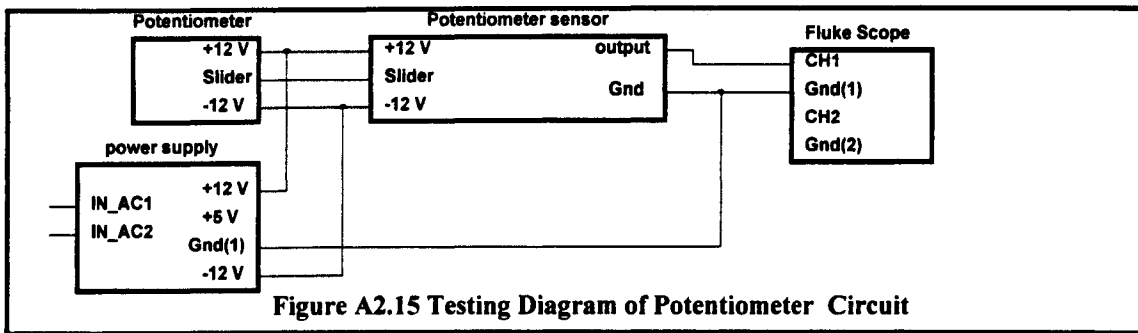 Potentiometer
+12 V
Slider
-12 V
Potentiometer sensor
+12 V
Slider
-12 V
output
Gnd
Fluke Scope
CH1
Gnd(1)
CH2
Gnd(2)
power supply
IN_AC1
IN_AC2
+12 V
+5 V
Gnd(1)
-12 V
Figure A2.15 Testing Diagram of Potentiometer Circuit